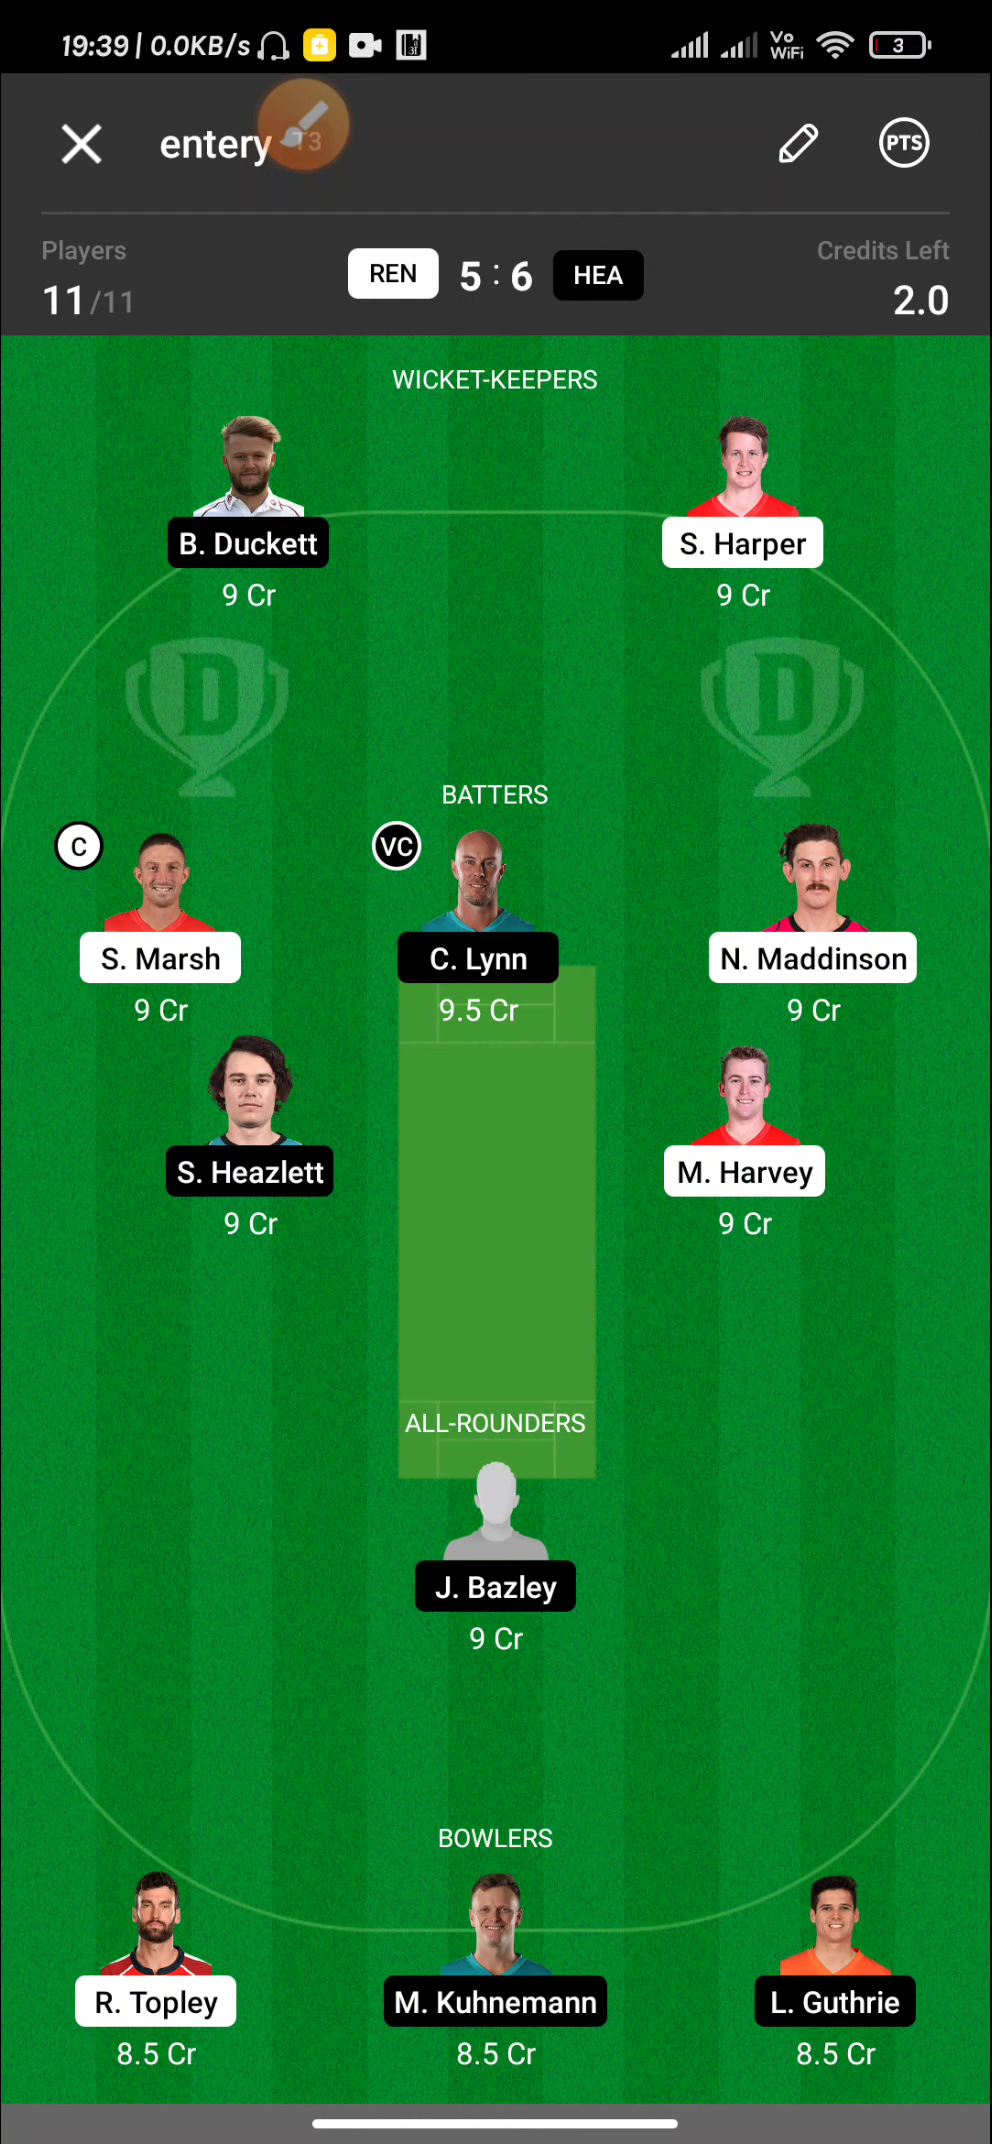 19:39 | 0.0KB/s 31 Vo WiFi 3
entery T3 PTS
Players Credits Left
REN 5 : 6 HEA
11/11 2.0
WICKET-KEEPERS
B. Duckett S. Harper
9 Cr 9 Cr
D D
BATTERS
C VC
S. Marsh C. Lynn N. Maddinson
9 Cr 9.5 Cr 9 Cr
S. Heazlett M. Harvey
9 Cr 9 Cr
ALL-ROUNDERS
J. Bazley
9 Cr
BOWLERS
R. Topley M. Kuhnemann L. Guthrie
8.5 Cr 8.5 Cr 8.5 Cr